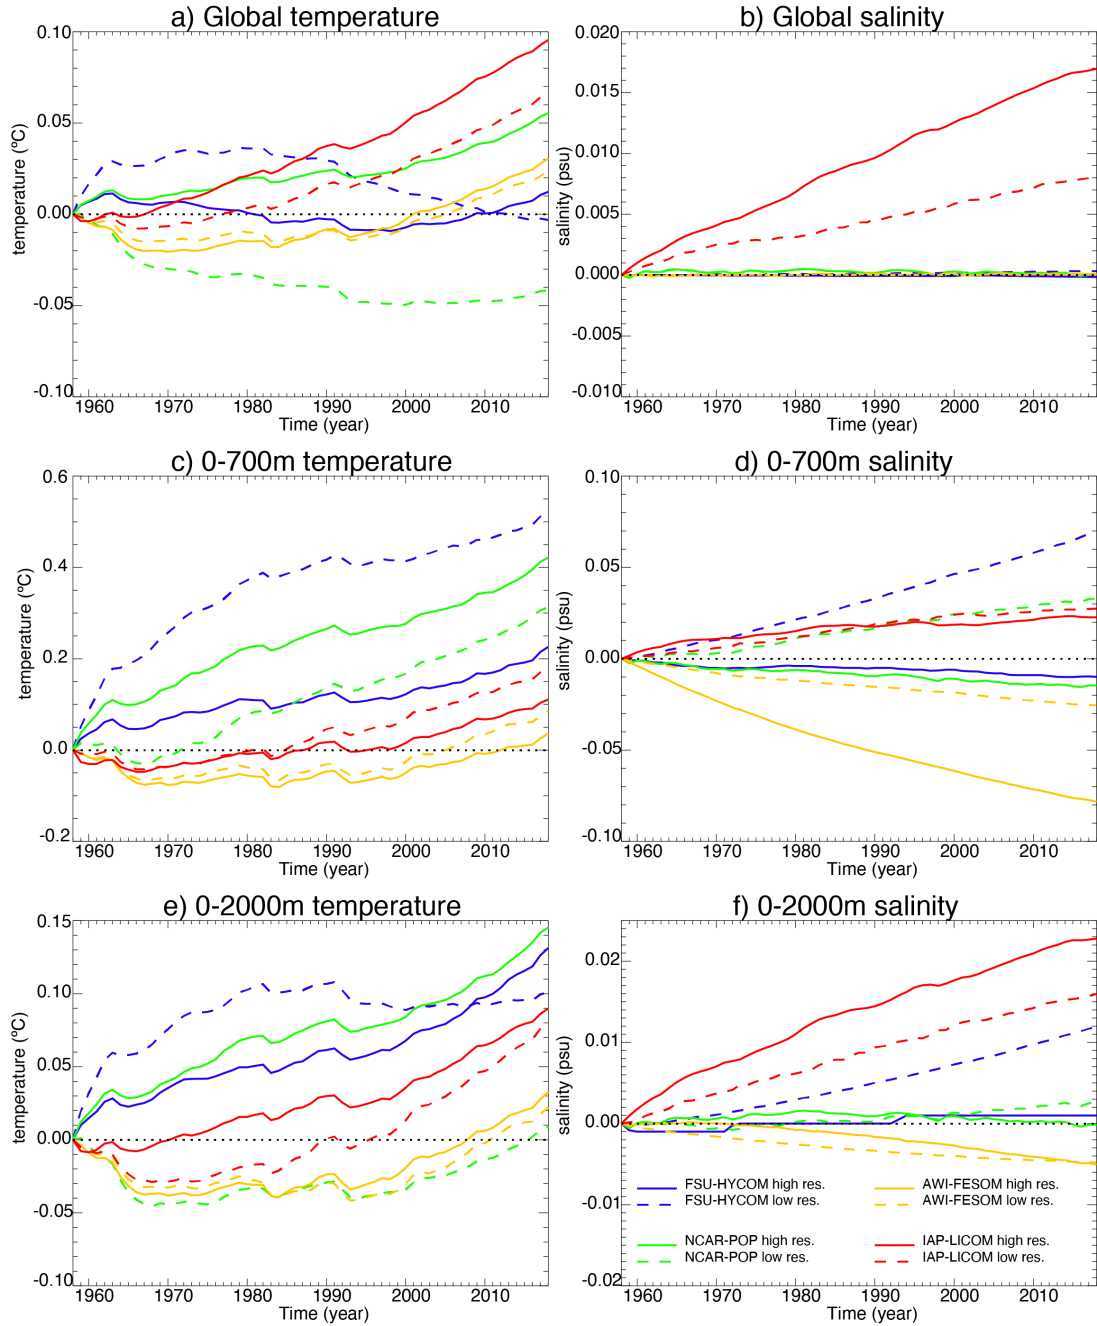 a) Global temperature
0.10
0.05
0.00
-0.05
-0.10
temperature (ºC)
1960 1970 1980 1990 2000 2010
Time (year)
b) Global salinity
0.020
0.015
0.010
0.005
0.000
-0.005
-0.010
salinity (psu)
1960 1970 1980 1990 2000 2010
Time (year)
c) 0-700m temperature
0.6
0.4
0.2
0.0
-0.2
temperature (ºC)
1960 1970 1980 1990 2000 2010
Time (year)
d) 0-700m salinity
0.10
0.05
0.00
-0.05
-0.10
salinity (psu)
1960 1970 1980 1990 2000 2010
Time (year)
e) 0-2000m temperature
0.15
0.10
0.05
0.00
-0.05
-0.10
temperature (ºC)
1960 1970 1980 1990 2000 2010
Time (year)
f) 0-2000m salinity
0.02
0.01
0.00
-0.01
-0.02
salinity (psu)
FSU-HYCOM high res.
FSU-HYCOM low res.
AWI-FESOM high res.
AWI-FESOM low res.
NCAR-POP high res.
NCAR-POP low res.
IAP-LICOM high res.
IAP-LICOM low res.
1960 1970 1980 1990 2000 2010
Time (year)